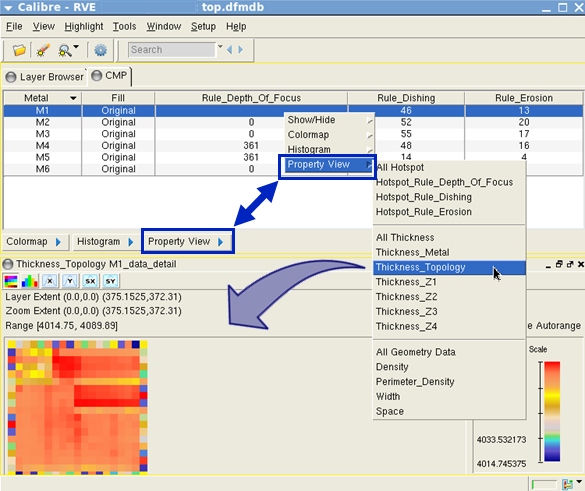 Calibre - RVE top.dfmdb
File View Highlight Tools Window Setup Help
Search
Layer Browser CMP
Metal Fill Rule_Depth_Of_Focus Rule_Dishing Rule_Erosion
M1 Original 46 13
M2 Original 0 52 20
M3 Original 0 55 17
M4 Original 361 48 16
M5 Original 361 14 4
M6 Original 0
Show/Hide
Colormap
Histogram
Property View
All Hotspot
Hotspot_Rule_Depth_Of_Focus
Hotspot_Rule_Dishing
Hotspot_Rule_Erosion
All Thickness
Thickness_Metal
Thickness_Topology
Thickness_Z1
Thickness_Z2
Thickness_Z3
Thickness_Z4
All Geometry Data
Density
Perimeter_Density
Width
Space
Colormap Histogram Property View
Thickness_Topology M1_data_detail
X Y SX SY
Layer Extent (0.0,0.0) (375.1525,372.31)
Zoom Extent (0.0,0.0) (375.1525,372.31)
Range [4014.75, 4089.89]
e Autorange
Scale
4033.532173
4014.745375